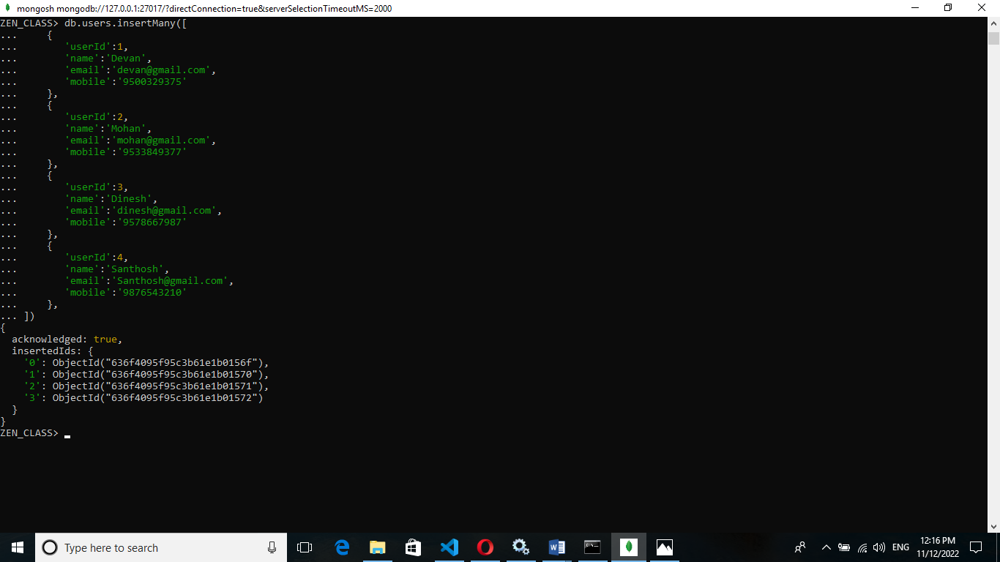 mongosh mongodb://127.0.0.1:27017/?directConnection=true&serverSelectionTimeoutMS=2000
ZEN_CLASS> db.users.insertMany([
...     {
...        'userId':1,
...        'name':'Devan',
...        'email':'devan@gmail.com',
...        'mobile':'9500329375'
...     },
...     {
...        'userId':2,
...        'name':'Mohan',
...        'email':'mohan@gmail.com',
...        'mobile':'9533849377'
...     },
...     {
...        'userId':3,
...        'name':'Dinesh',
...        'email':'dinesh@gmail.com',
...        'mobile':'9578667987'
...     },
...     {
...        'userId':4,
...        'name':'Santhosh',
...        'email':'Santhosh@gmail.com',
...        'mobile':'9876543210'
...     },
... ])
{
  acknowledged: true,
  insertedIds: {
    '0': ObjectId("636f4095f95c3b61e1b0156f"),
    '1': ObjectId("636f4095f95c3b61e1b01570"),
    '2': ObjectId("636f4095f95c3b61e1b01571"),
    '3': ObjectId("636f4095f95c3b61e1b01572")
  }
}
ZEN_CLASS>
Type here to search
ENG
12:16 PM
11/12/2022